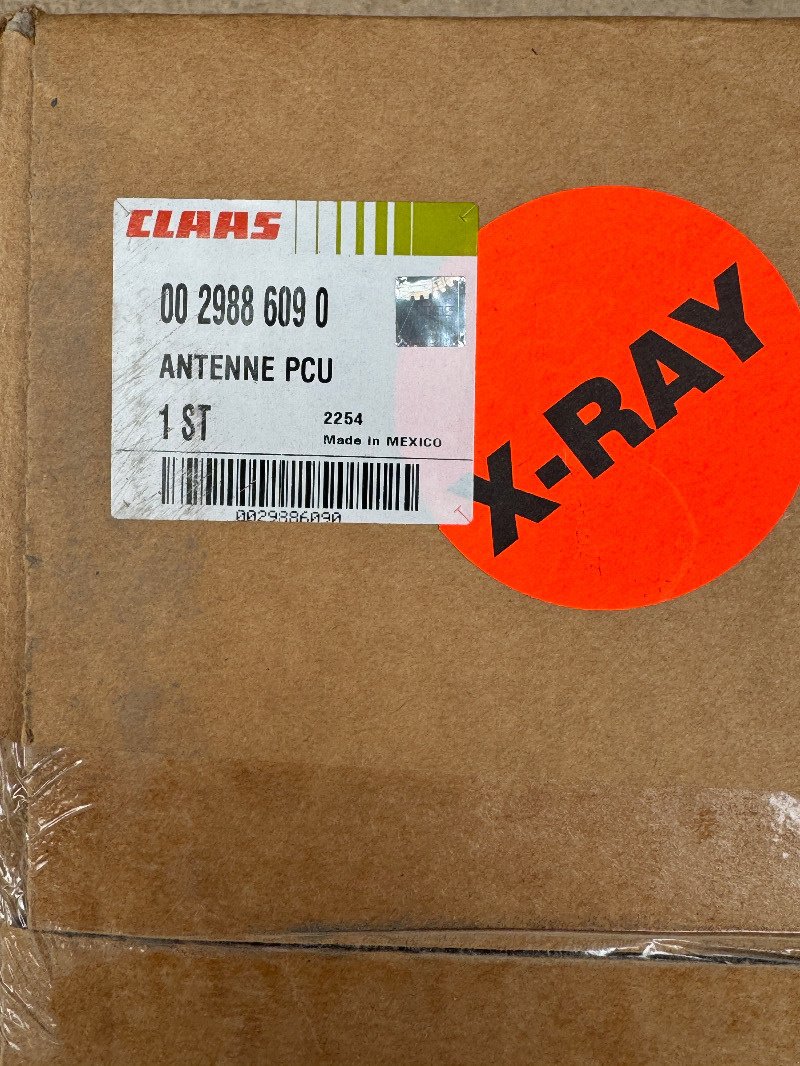 CLAAS
00 2988 609 0
ANTENNE PCU
1 ST
2254
Made in MEXICO
0029886090
X-RAY